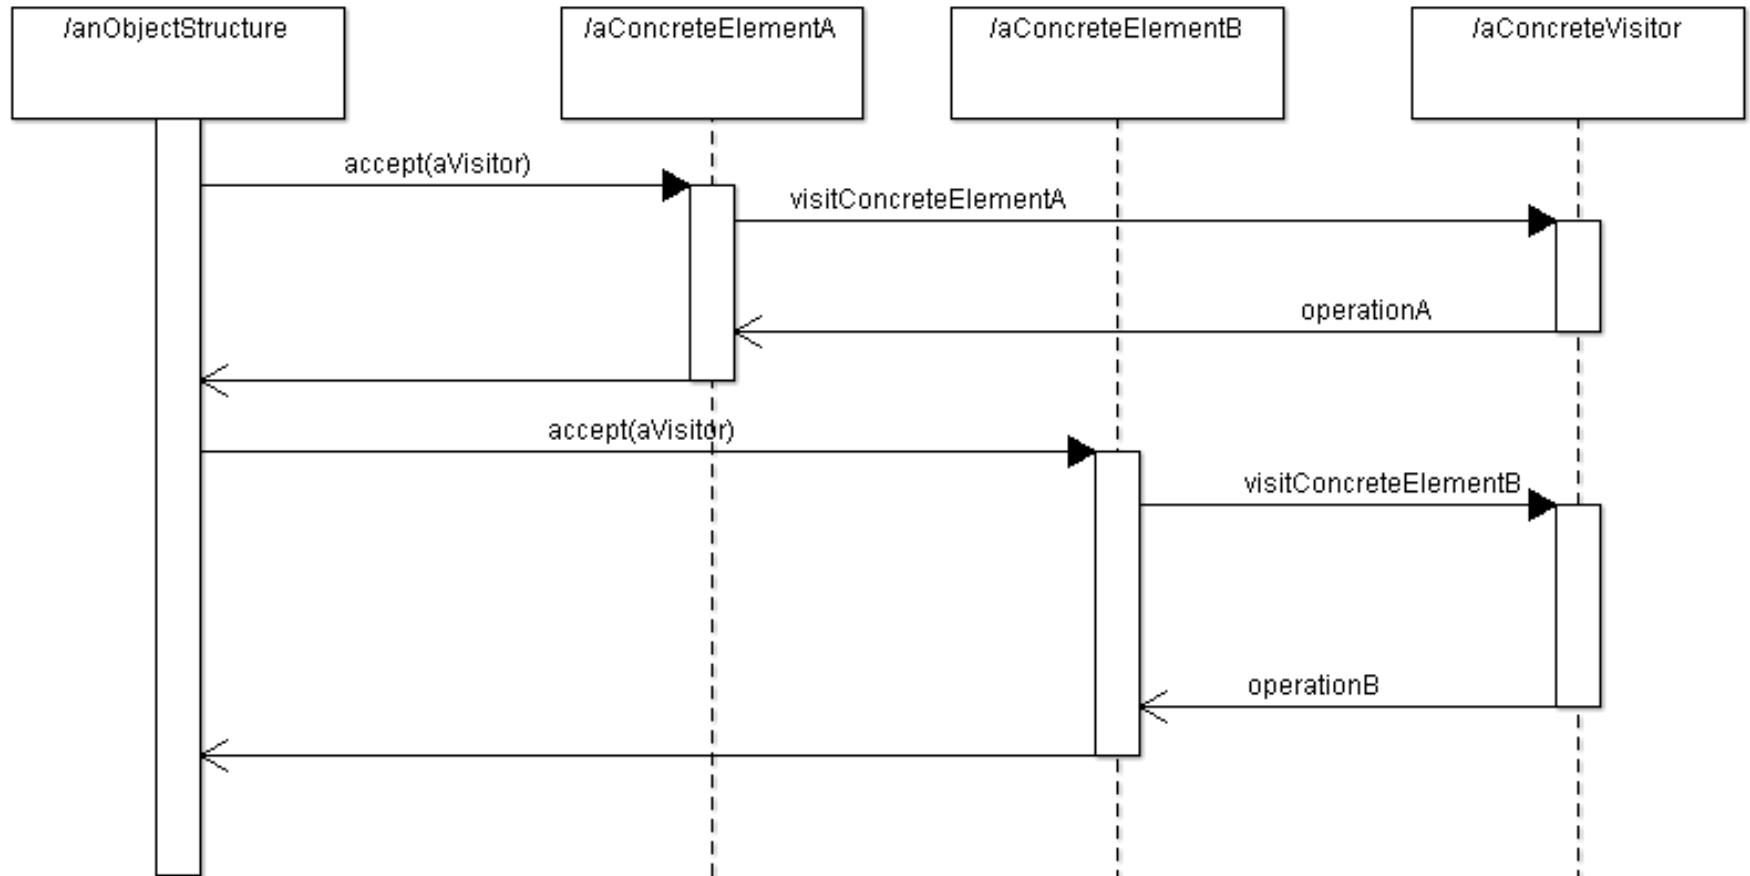 /anObjectStructure
/aConcreteElementA
/aConcreteElementB
/aConcreteVisitor
accept(aVisitor)
visitConcreteElementA
operationA
accept(aVisitor)
visitConcreteElementB
operationB